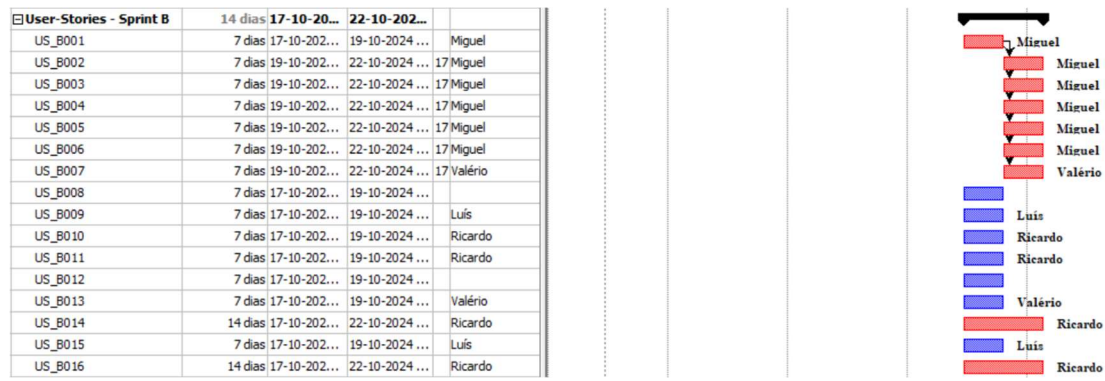 User-Stories - Sprint B 14 dias 17-10-20... 22-10-202...
US_B001 7 dias 17-10-202... 19-10-2024 ... Miguel Miguel
US_B002 7 dias 19-10-202... 22-10-2024 ... 17 Miguel Miguel
US_B003 7 dias 19-10-202... 22-10-2024 ... 17 Miguel Miguel
US_B004 7 dias 19-10-202... 22-10-2024 ... 17 Miguel Miguel
US_B005 7 dias 19-10-202... 22-10-2024 ... 17 Miguel Miguel
US_B006 7 dias 19-10-202... 22-10-2024 ... 17 Miguel Miguel
US_B007 7 dias 19-10-202... 22-10-2024 ... 17 Valério Valério
US_B008 7 dias 17-10-202... 19-10-2024 ...
US_B009 7 dias 17-10-202... 19-10-2024 ... Luís Luís
US_B010 7 dias 17-10-202... 19-10-2024 ... Ricardo Ricardo
US_B011 7 dias 17-10-202... 19-10-2024 ... Ricardo Ricardo
US_B012 7 dias 17-10-202... 19-10-2024 ...
US_B013 7 dias 17-10-202... 19-10-2024 ... Valério Valério
US_B014 14 dias 17-10-202... 22-10-2024 ... Ricardo Ricardo
US_B015 7 dias 17-10-202... 19-10-2024 ... Luís Luís
US_B016 14 dias 17-10-202... 22-10-2024 ... Ricardo Ricardo